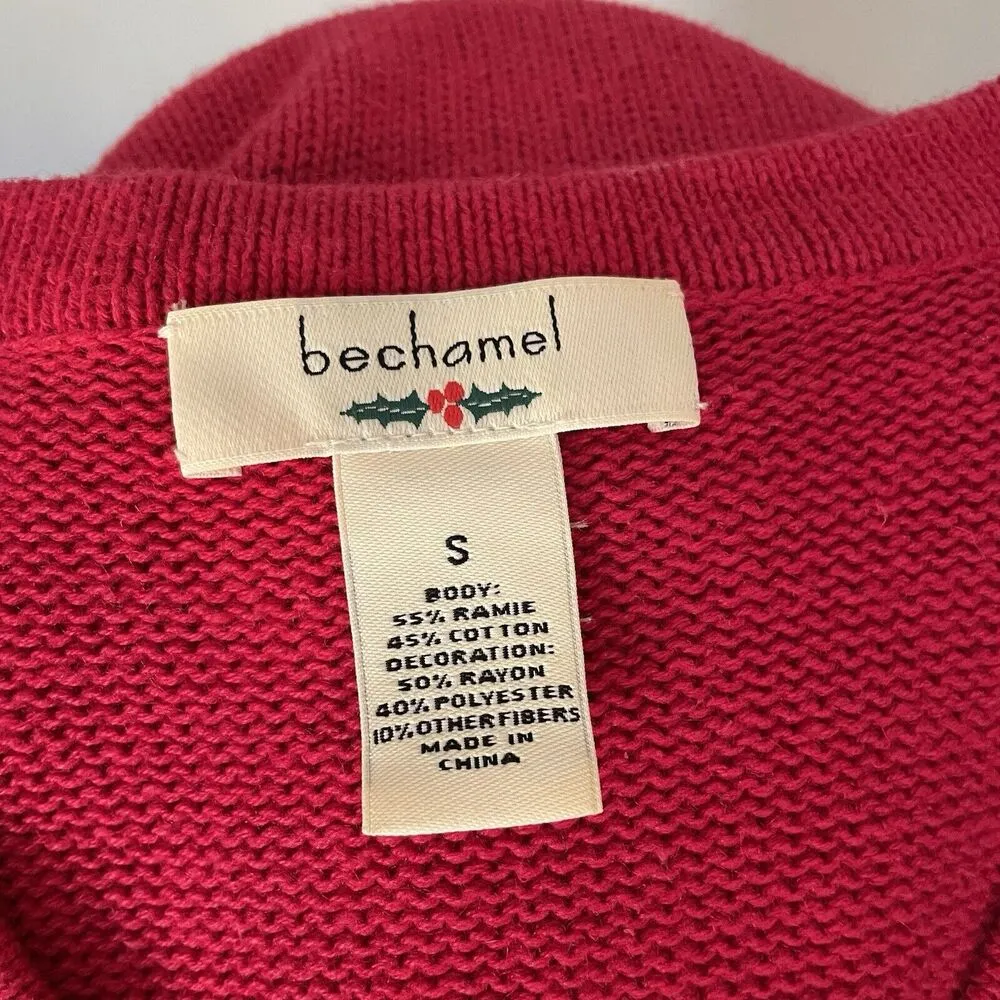 bechamel
S
BODY:
55% RAMIE
45% COTTON
DECORATION:
50% RAYON
40% POLYESTER
10% OTHER FIBERS
MADE IN
CHINA